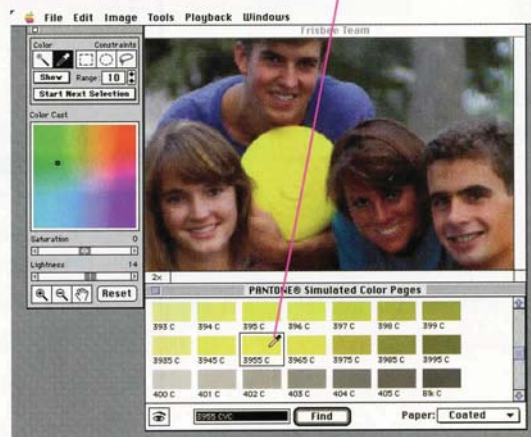 File Edit Image Tools Playback Windows
Frisbee Team
Color Constraints
Show Range: 10
Start Next Selection
Color Cast
Saturation 0
Lightness 14
Reset
2x
PANTONE® Simulated Color Pages
393 C 394 C 395 C 396 C 397 C 398 C 399 C
3935 C 3945 C 3955 C 3965 C 3975 C 3985 C 3995 C
400 C 401 C 402 C 403 C 404 C 405 C Blk C
3955 CVC Find Paper: Coated